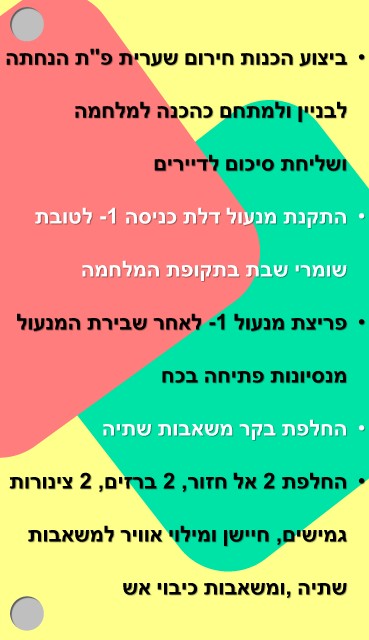 • ביצוע הכנות חירום שערית פ"ת הנחתה
לבניין ולמתחם כהכנה למלחמה
ושליחת סיכום לדיירים
• התקנת מנעול דלת כניסה 1- לטובת
שומרי שבת בתקופת המלחמה
• פריצת מנעול 1- לאחר שבירת המנעול
מנסיונות פתיחה בכח
• החלפת בקר משאבות שתיה
• החלפת 2 אל חזור, 2 ברזים, 2 צינורות
גמישים, חיישן ומילוי אוויר למשאבות
שתיה ,ומשאבות כיבוי אש